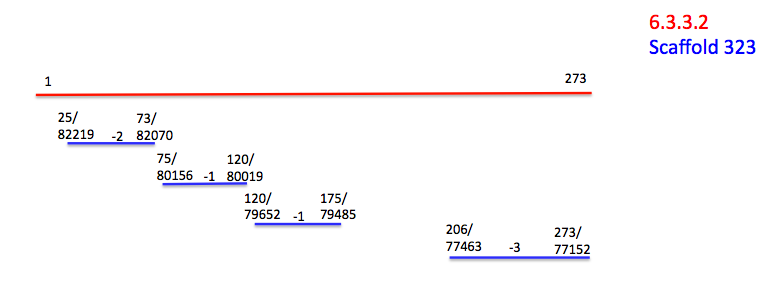 6.3.3.2
Scaffold 323
1 273
25/ 73/
82219 -2 82070
75/ 120/
80156 -1 80019
120/ 175/
79652 -1 79485
206/ 273/
77463 -3 77152